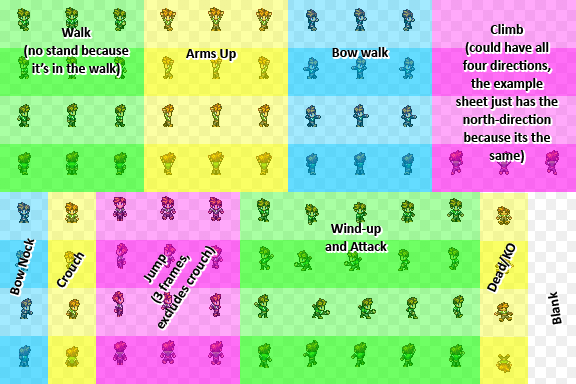 Walk
(no stand because
it's in the walk)
Arms Up
Bow walk
Climb
(could have all
four directions,
the example
sheet just has the
north-direction
because its the
same)
Bow Nock
Crouch
Jump
(3 frames,
excludes crouch)
Wind-up
and Attack
Dead/KO
Blank